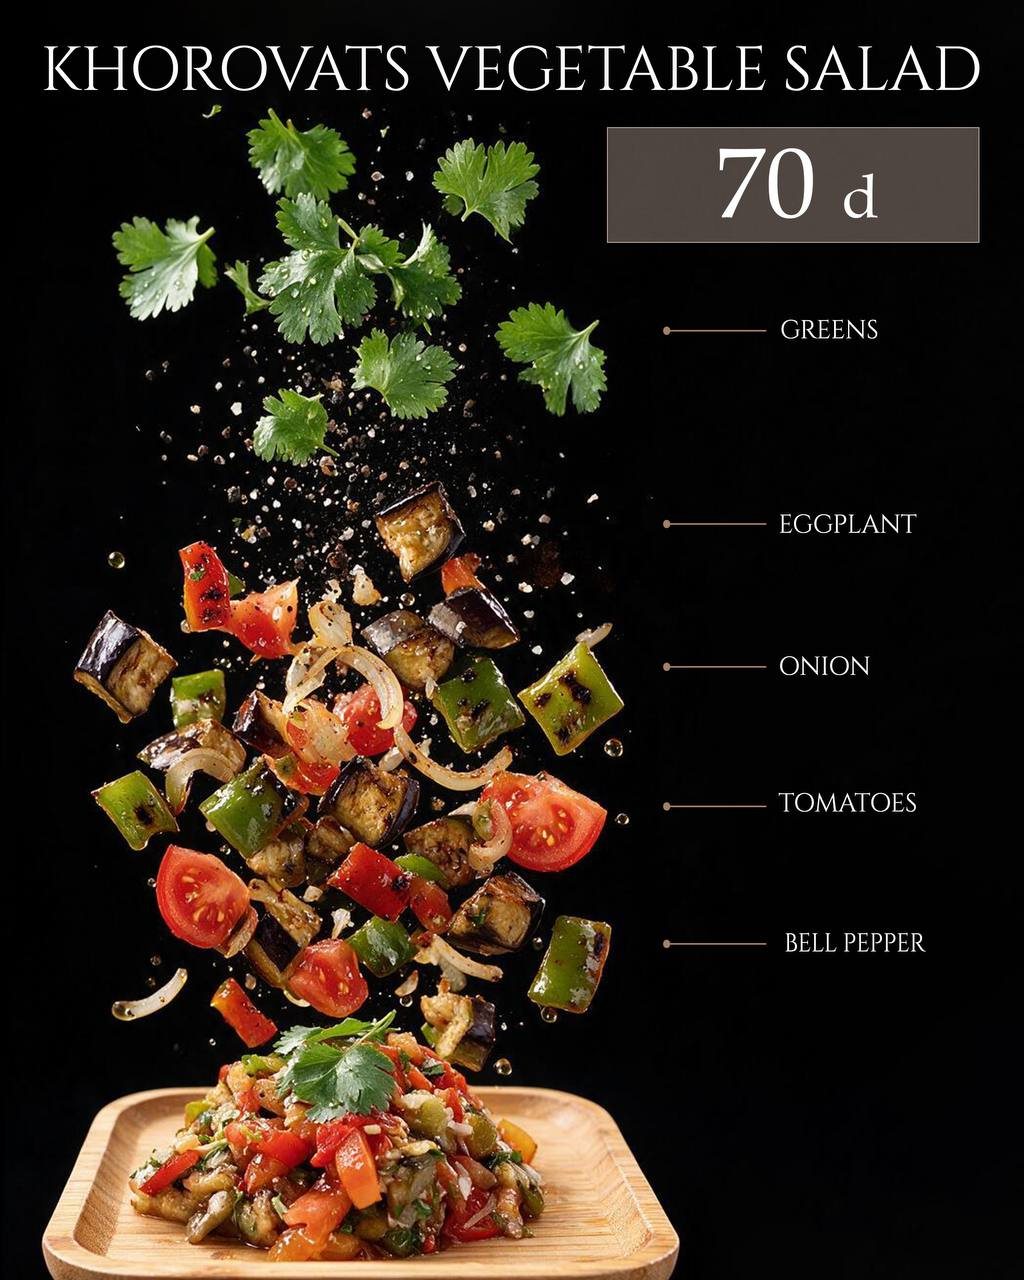 KHOROVATS VEGETABLE SALAD
70 d
GREENS
EGGPLANT
ONION
TOMATOES
BELL PEPPER